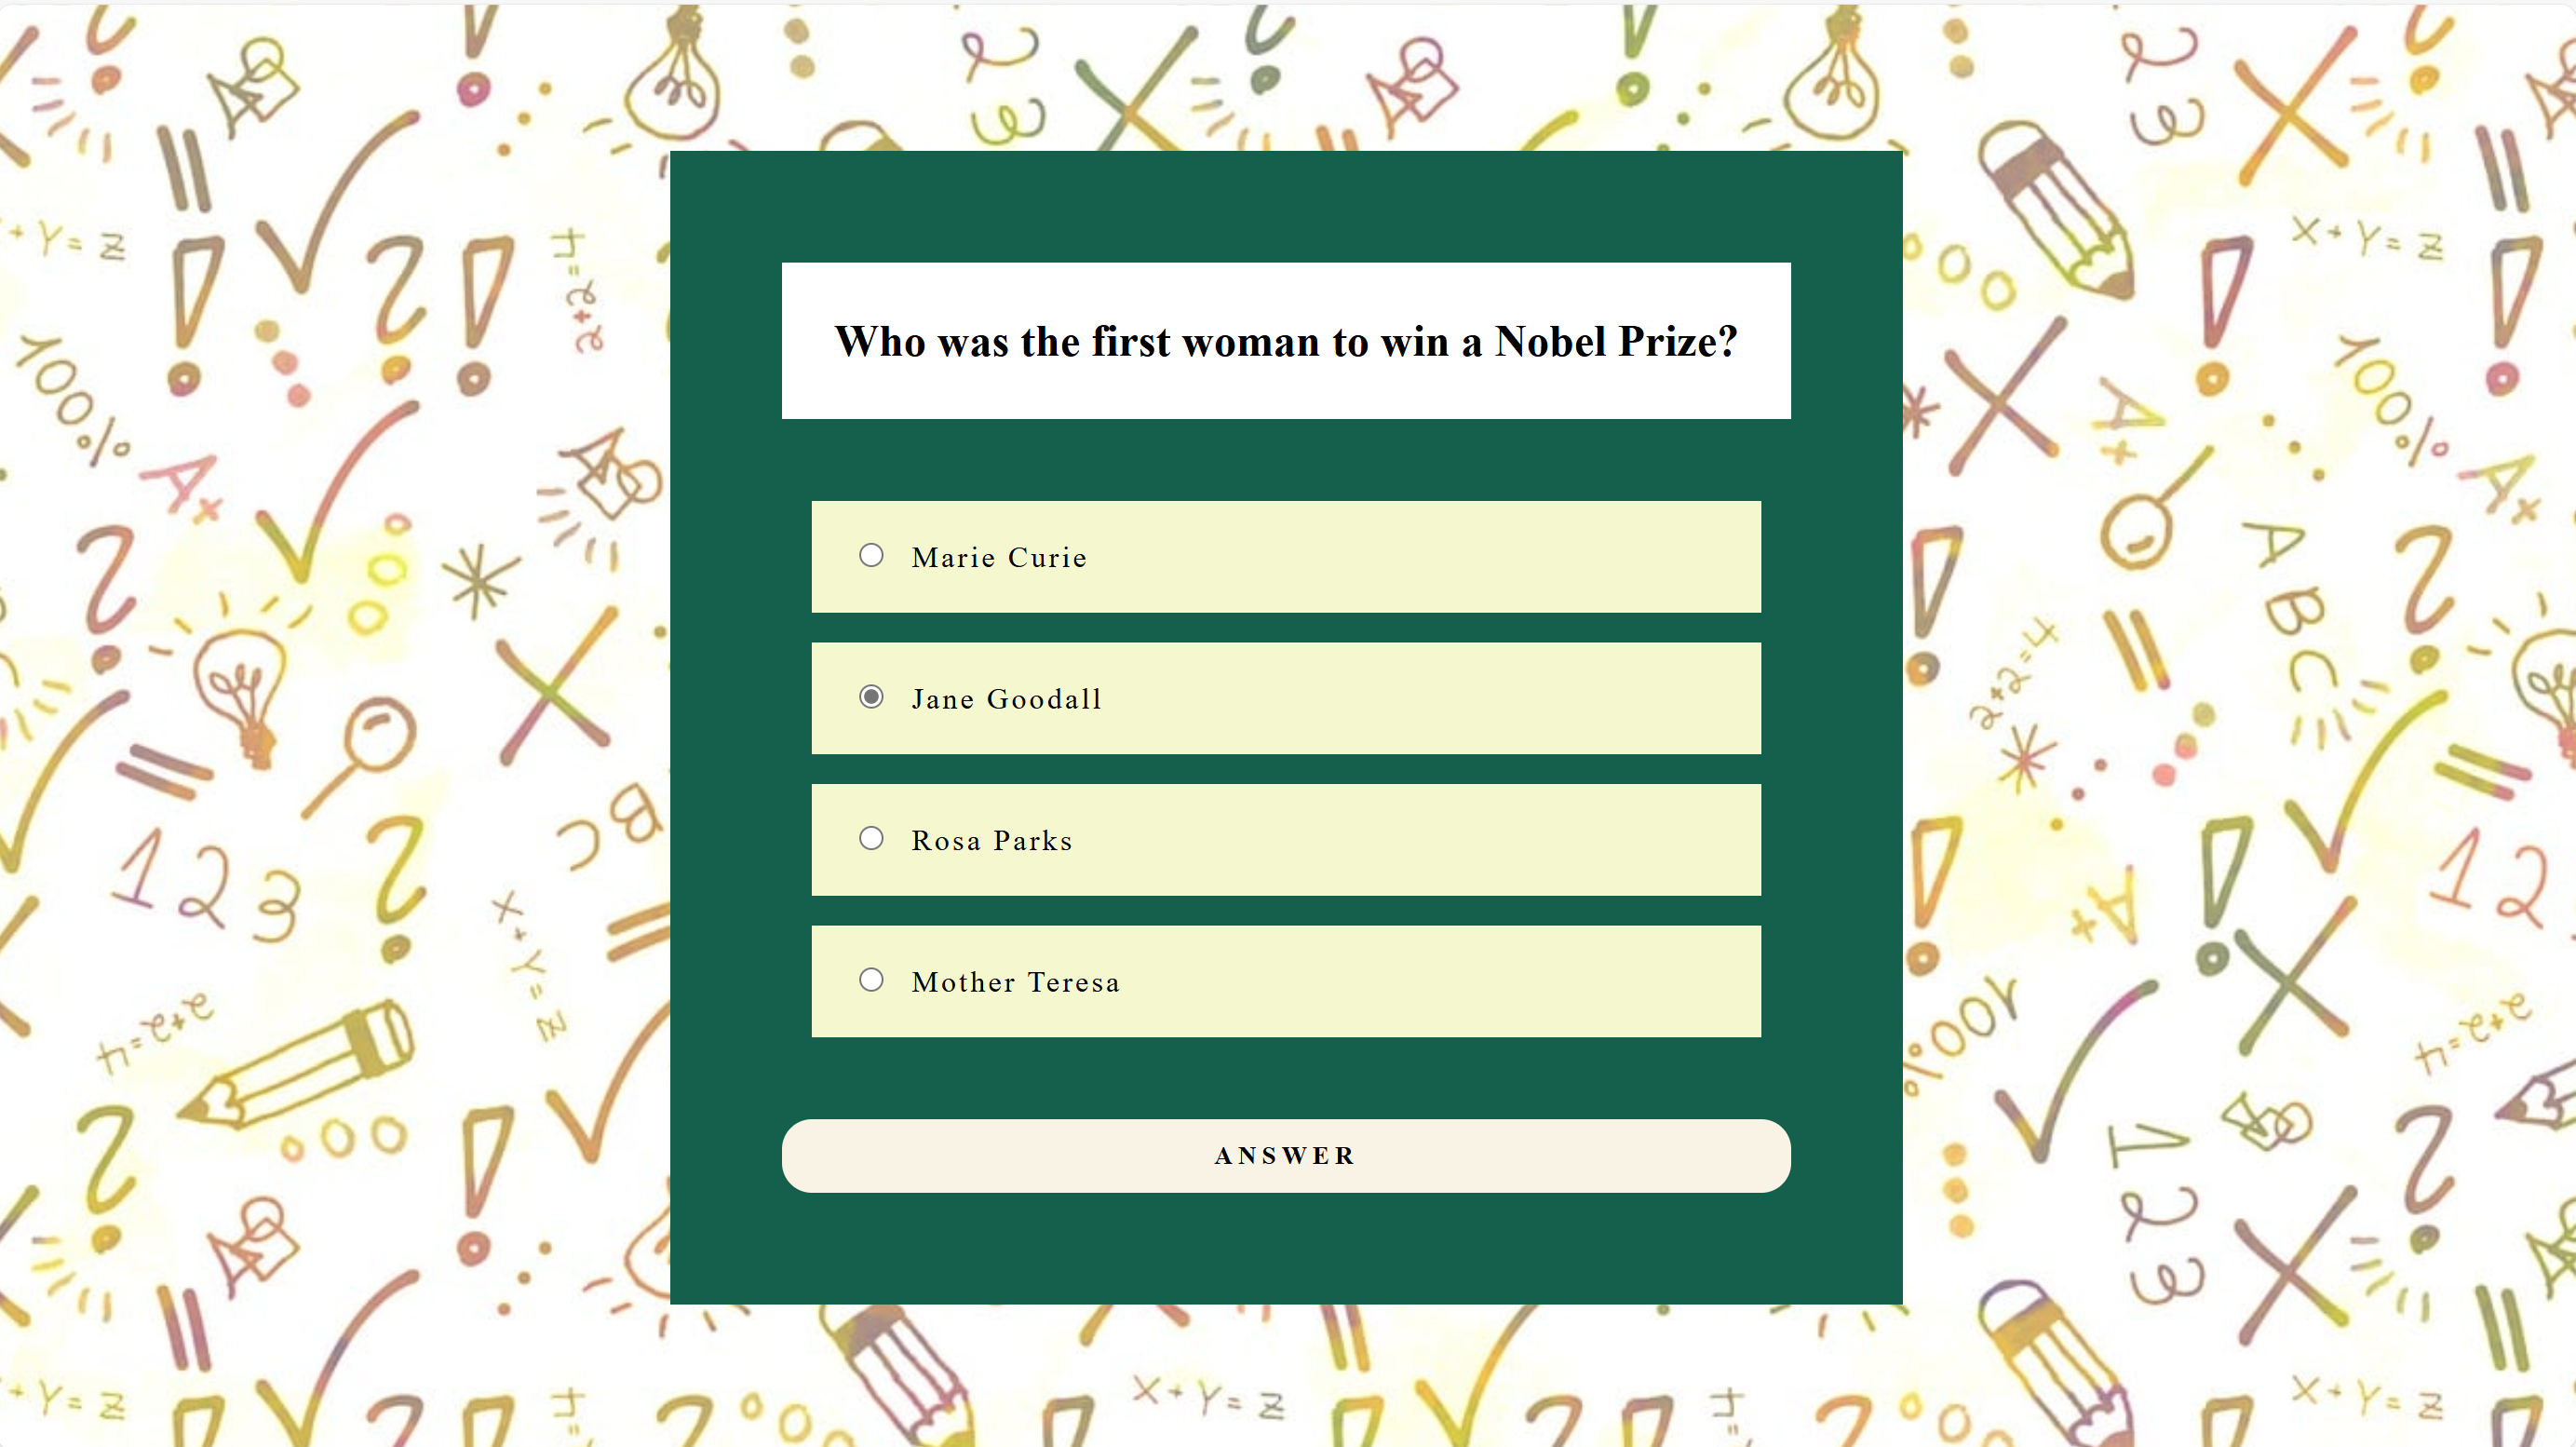 Who was the first woman to win a Nobel Prize?
Marie Curie
Jane Goodall
Rosa Parks
Mother Teresa
ANSWER